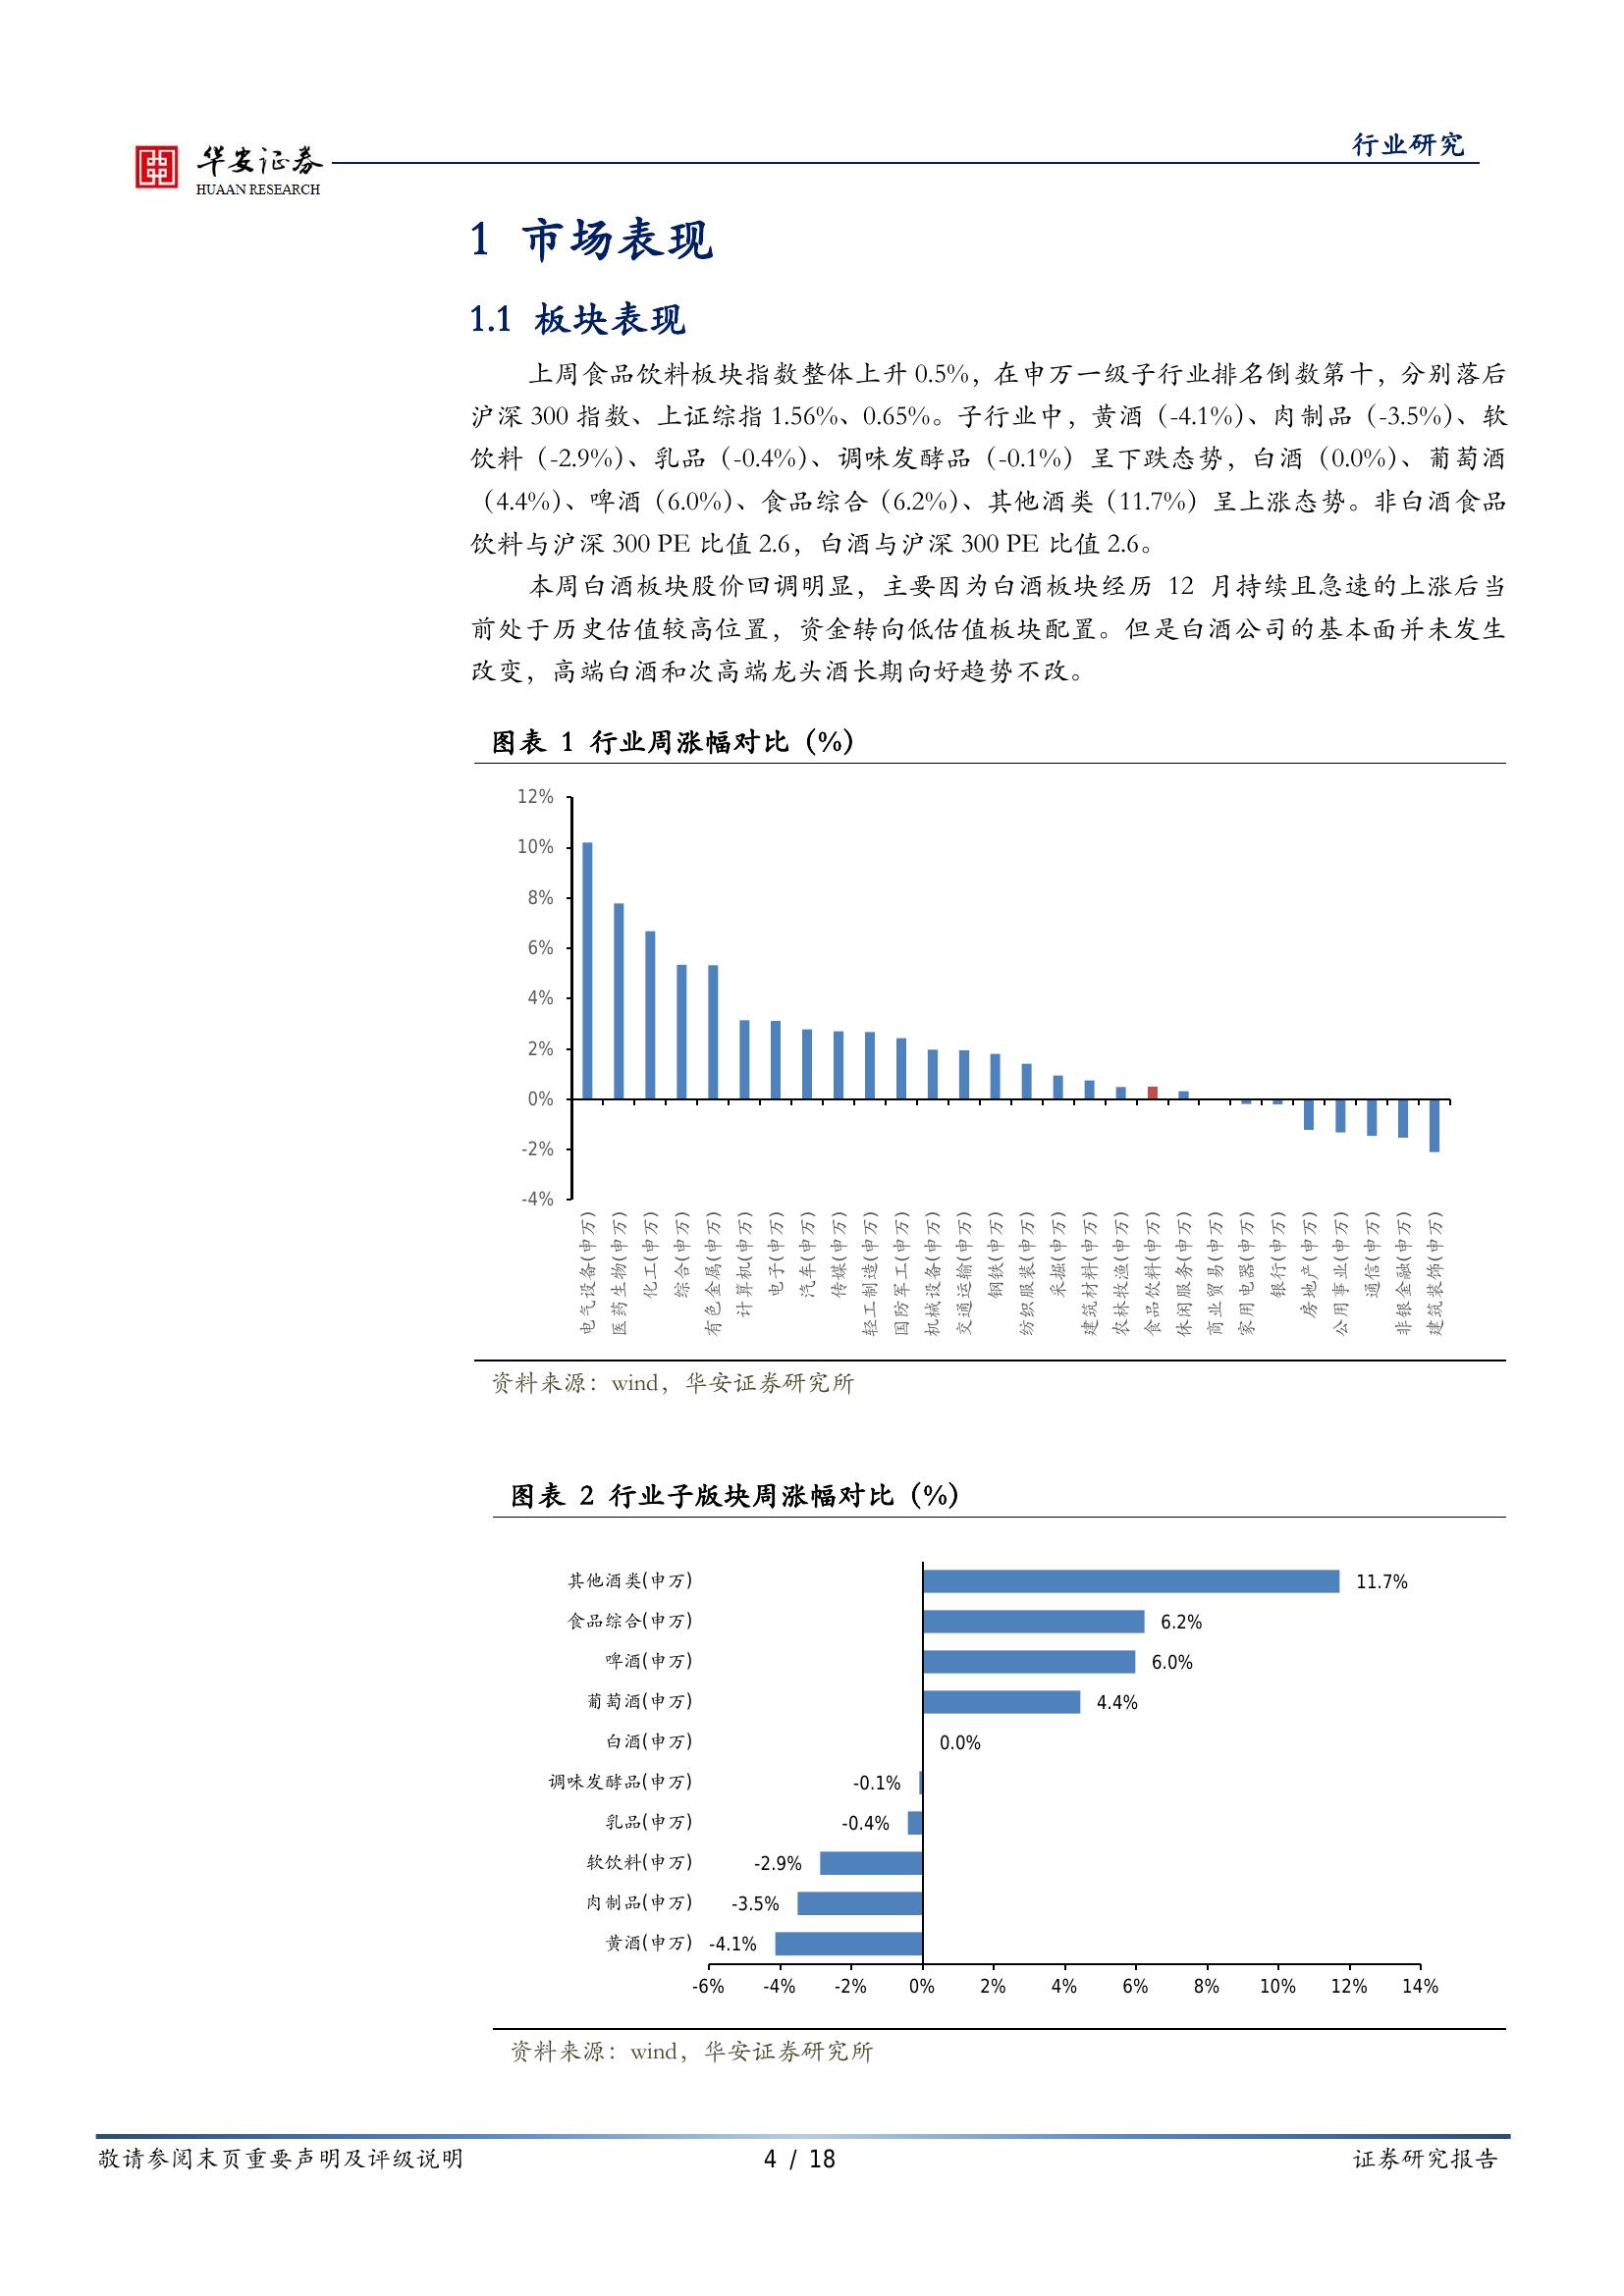 行业研究
华安证券
HUAAN RESEARCH
1 市场表现
1.1 板块表现
上周食品饮料板块指数整体上升 0.5%，在申万一级子行业排名倒数第十，分别落后
沪深 300 指数、上证综指 1.56%、0.65%。子行业中，黄酒（-4.1%）、肉制品（-3.5%）、软
饮料（-2.9%）、乳品（-0.4%）、调味发酵品（-0.1%）呈下跌态势，白酒（0.0%）、葡萄酒
（4.4%）、啤酒（6.0%）、食品综合（6.2%）、其他酒类（11.7%）呈上涨态势。非白酒食品
饮料与沪深 300 PE 比值 2.6，白酒与沪深 300 PE 比值 2.6。
本周白酒板块股价回调明显，主要因为白酒板块经历 12 月持续且急速的上涨后当
前处于历史估值较高位置，资金转向低估值板块配置。但是白酒公司的基本面并未发生
改变，高端白酒和次高端龙头酒长期向好趋势不改。
图表 1 行业周涨幅对比（%）
12%
10%
8%
6%
4%
2%
0%
-2%
-4%
电气设备(申万)
医药生物(申万)
化工(申万)
综合(申万)
有色金属(申万)
计算机(申万)
电子(申万)
汽车(申万)
传媒(申万)
轻工制造(申万)
国防军工(申万)
机械设备(申万)
交通运输(申万)
钢铁(申万)
纺织服装(申万)
采掘(申万)
建筑材料(申万)
农林牧渔(申万)
食品饮料(申万)
休闲服务(申万)
商业贸易(申万)
家用电器(申万)
银行(申万)
房地产(申万)
公用事业(申万)
通信(申万)
非银金融(申万)
建筑装饰(申万)
资料来源：wind，华安证券研究所
图表 2 行业子版块周涨幅对比（%）
其他酒类(申万) 11.7%
食品综合(申万) 6.2%
啤酒(申万) 6.0%
葡萄酒(申万) 4.4%
白酒(申万) 0.0%
调味发酵品(申万) -0.1%
乳品(申万) -0.4%
软饮料(申万) -2.9%
肉制品(申万) -3.5%
黄酒(申万) -4.1%
-6% -4% -2% 0% 2% 4% 6% 8% 10% 12% 14%
资料来源：wind，华安证券研究所
敬请参阅末页重要声明及评级说明 4 / 18 证券研究报告